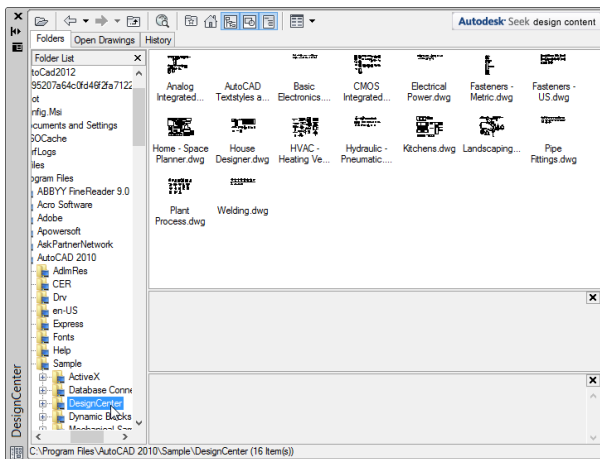 Autodesk® Seek design content
Folders Open Drawings History
Folder List
toCad2012
95207a64c0fd46f2fa7122
ot
nfig.Msi
ocuments and Settings
SOCache
rfLogs
iles
ogram Files
ABBYY FineReader 9.0
Acro Software
Adobe
Apowersoft
AskPartnerNetwork
AutoCAD 2010
AdlmRes
CER
Drv
en-US
Express
Fonts
Help
Sample
ActiveX
Database Conne
DesignCenter
Dynamic Blocks
Mechanical Sam
Analog Integrated...
AutoCAD Textstyles a...
Basic Electronics....
CMOS Integrated...
Electrical Power.dwg
Fasteners - Metric.dwg
Fasteners - US.dwg
Home - Space Planner.dwg
House Designer.dwg
HVAC - Heating Ve...
Hydraulic - Pneumatic....
Kitchens.dwg
Landscaping...
Pipe Fittings.dwg
Plant Process.dwg
Welding.dwg
DesignCenter
C:\Program Files\AutoCAD 2010\Sample\DesignCenter (16 Item(s))